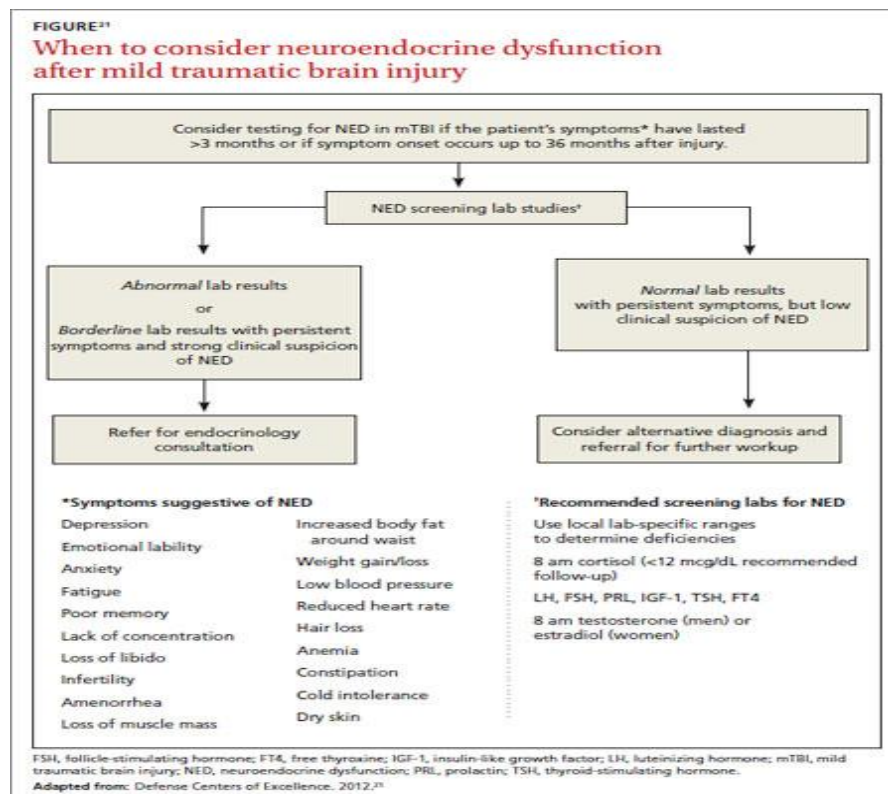 FIGURE²¹
When to consider neuroendocrine dysfunction
after mild traumatic brain injury
Consider testing for NED in mTBI if the patient's symptoms* have lasted
>3 months or if symptom onset occurs up to 36 months after injury.
NED screening lab studies†
Abnormal lab results
or
Borderline lab results with persistent
symptoms and strong clinical suspicion
of NED
Normal lab results
with persistent symptoms, but low
clinical suspicion of NED
Refer for endocrinology
consultation
Consider alternative diagnosis and
referral for further workup
*Symptoms suggestive of NED
Depression
Emotional lability
Anxiety
Fatigue
Poor memory
Lack of concentration
Loss of libido
Infertility
Amenorrhea
Loss of muscle mass
Increased body fat
around waist
Weight gain/loss
Low blood pressure
Reduced heart rate
Hair loss
Anemia
Constipation
Cold intolerance
Dry skin
†Recommended screening labs for NED
Use local lab-specific ranges
to determine deficiencies
8 am cortisol (<12 mcg/dL recommended
follow-up)
LH, FSH, PRL, IGF-1, TSH, FT4
8 am testosterone (men) or
estradiol (women)
FSH, follicle-stimulating hormone; FT4, free thyroxine; IGF-1, insulin-like growth factor; LH, luteinizing hormone; mTBI, mild
traumatic brain injury; NED, neuroendocrine dysfunction; PRL, prolactin; TSH, thyroid-stimulating hormone.
Adapted from: Defense Centers of Excellence. 2012.²¹